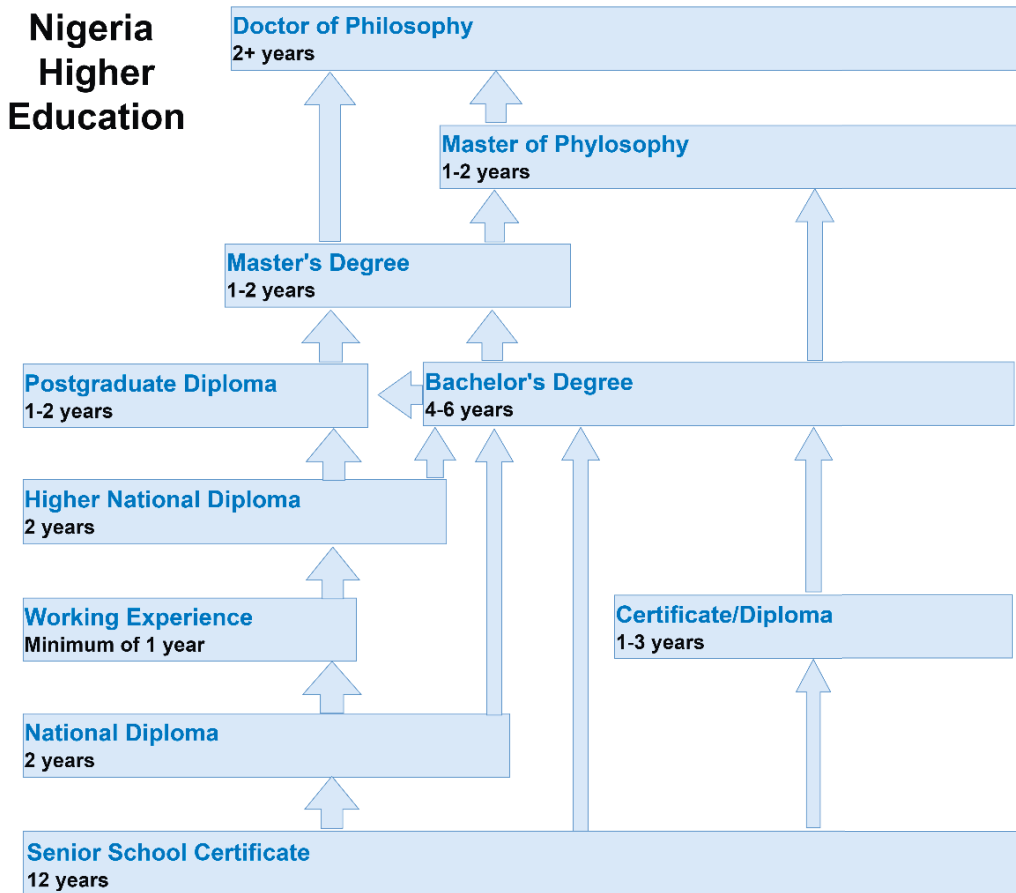 Nigeria
Higher
Education
Doctor of Philosophy
2+ years
Master of Phylosophy
1-2 years
Master's Degree
1-2 years
Postgraduate Diploma
1-2 years
Bachelor's Degree
4-6 years
Higher National Diploma
2 years
Working Experience
Minimum of 1 year
Certificate/Diploma
1-3 years
National Diploma
2 years
Senior School Certificate
12 years